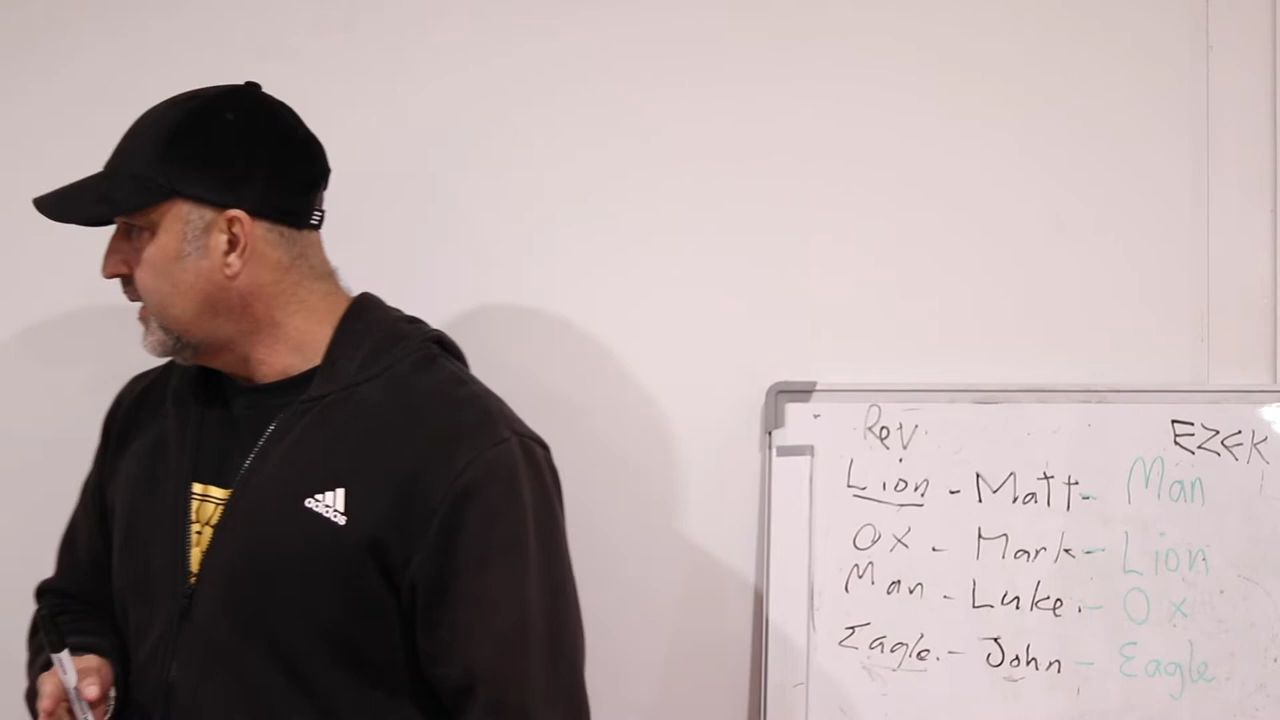 adidas
Rev. EZEK
Lion - Matt - Man
OX - Mark - Lion
Man - Luke. - Ox
Eagle. - John - Eagle